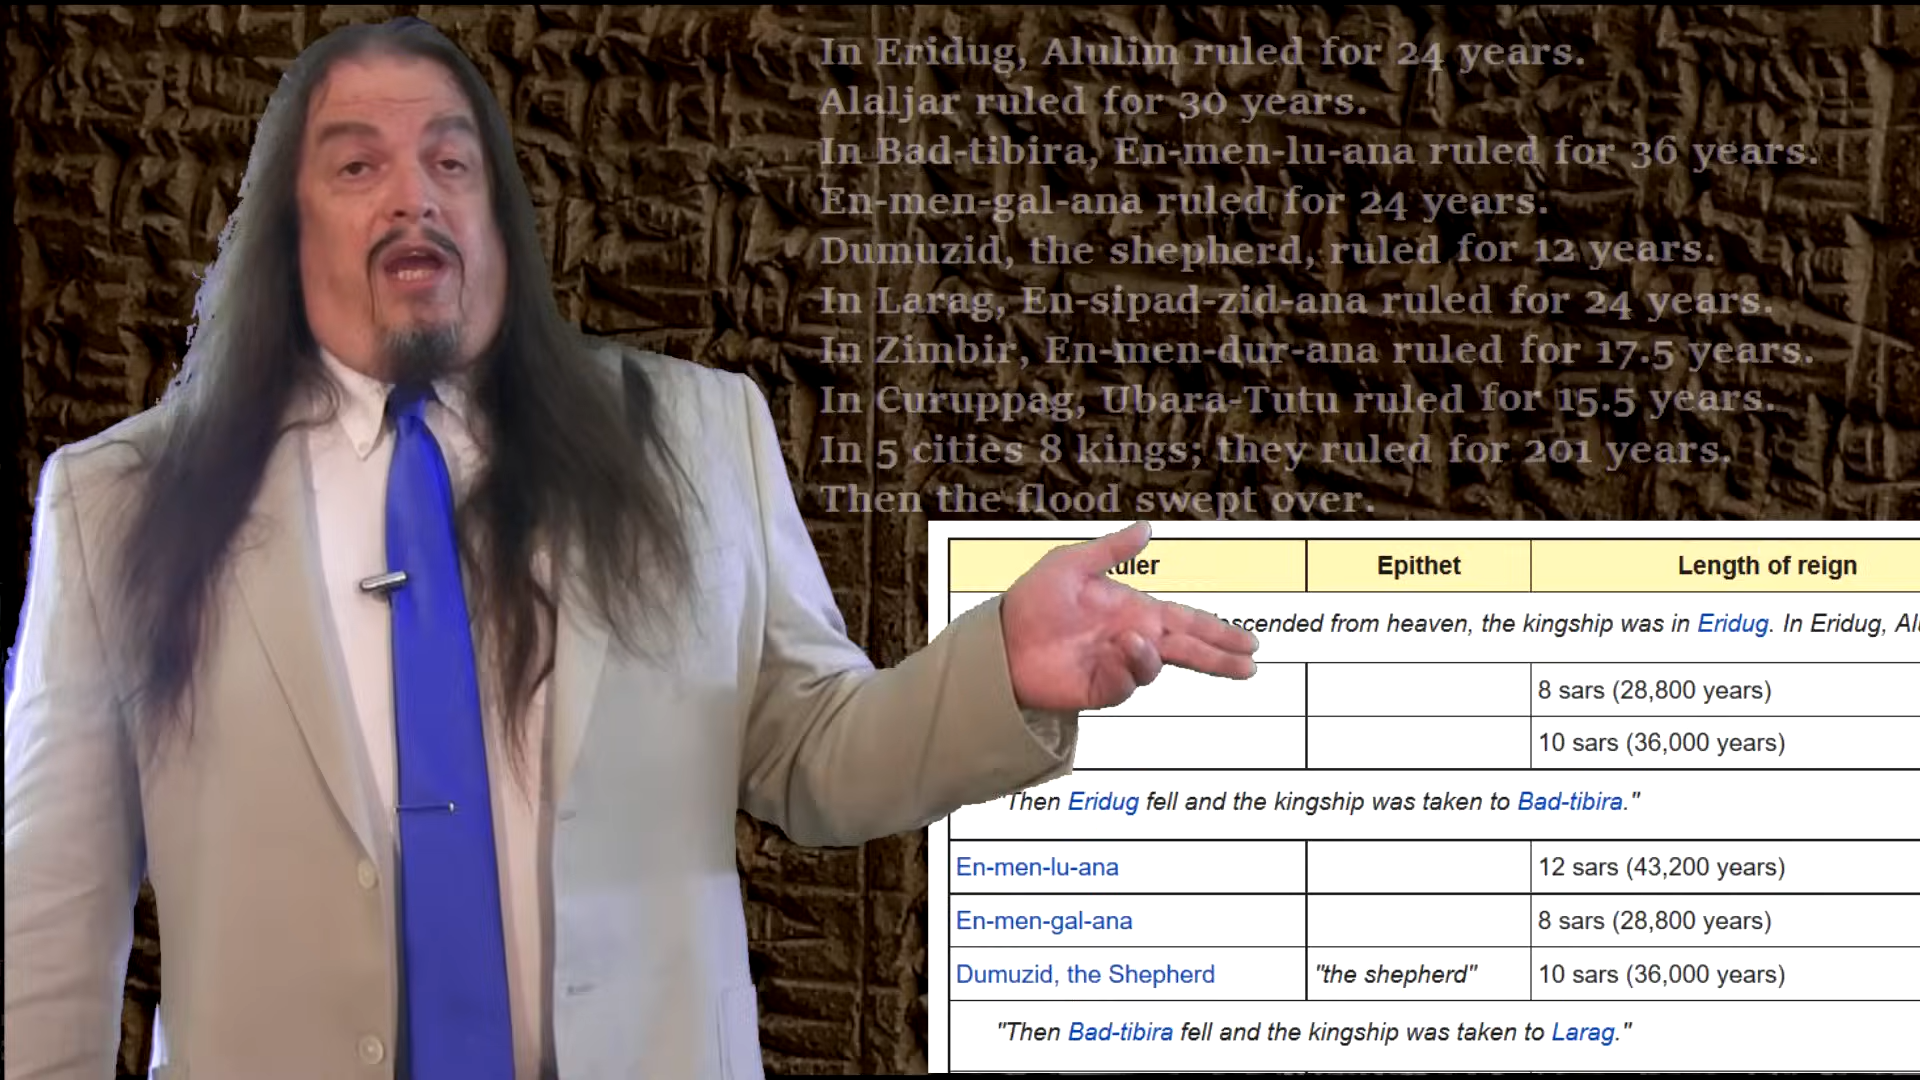 In Eridug, Alulim ruled for 24 years.
Alaljar ruled for 30 years.
In Bad-tibira, En-men-lu-ana ruled for 36 years.
En-men-gal-ana ruled for 24 years.
Dumuzid, the shepherd, ruled for 12 years.
In Larag, En-sipad-zid-ana ruled for 24 years.
In Zimbir, En-men-dur-ana ruled for 17.5 years.
In Curuppag, Ubara-Tutu ruled for 15.5 years.
In 5 cities 8 kings; they ruled for 201 years.
Then the flood swept over.
Epithet Length of reign
from heaven, the kingship was in Eridug. In Eridug,
8 sars (28,800 years)
10 sars (36,000 years)
"Then Eridug fell and the kingship was taken to Bad-tibira."
En-men-lu-ana 12 sars (43,200 years)
En-men-gal-ana 8 sars (28,800 years)
Dumuzid, the Shepherd "the shepherd" 10 sars (36,000 years)
"Then Bad-tibira fell and the kingship was taken to Larag."